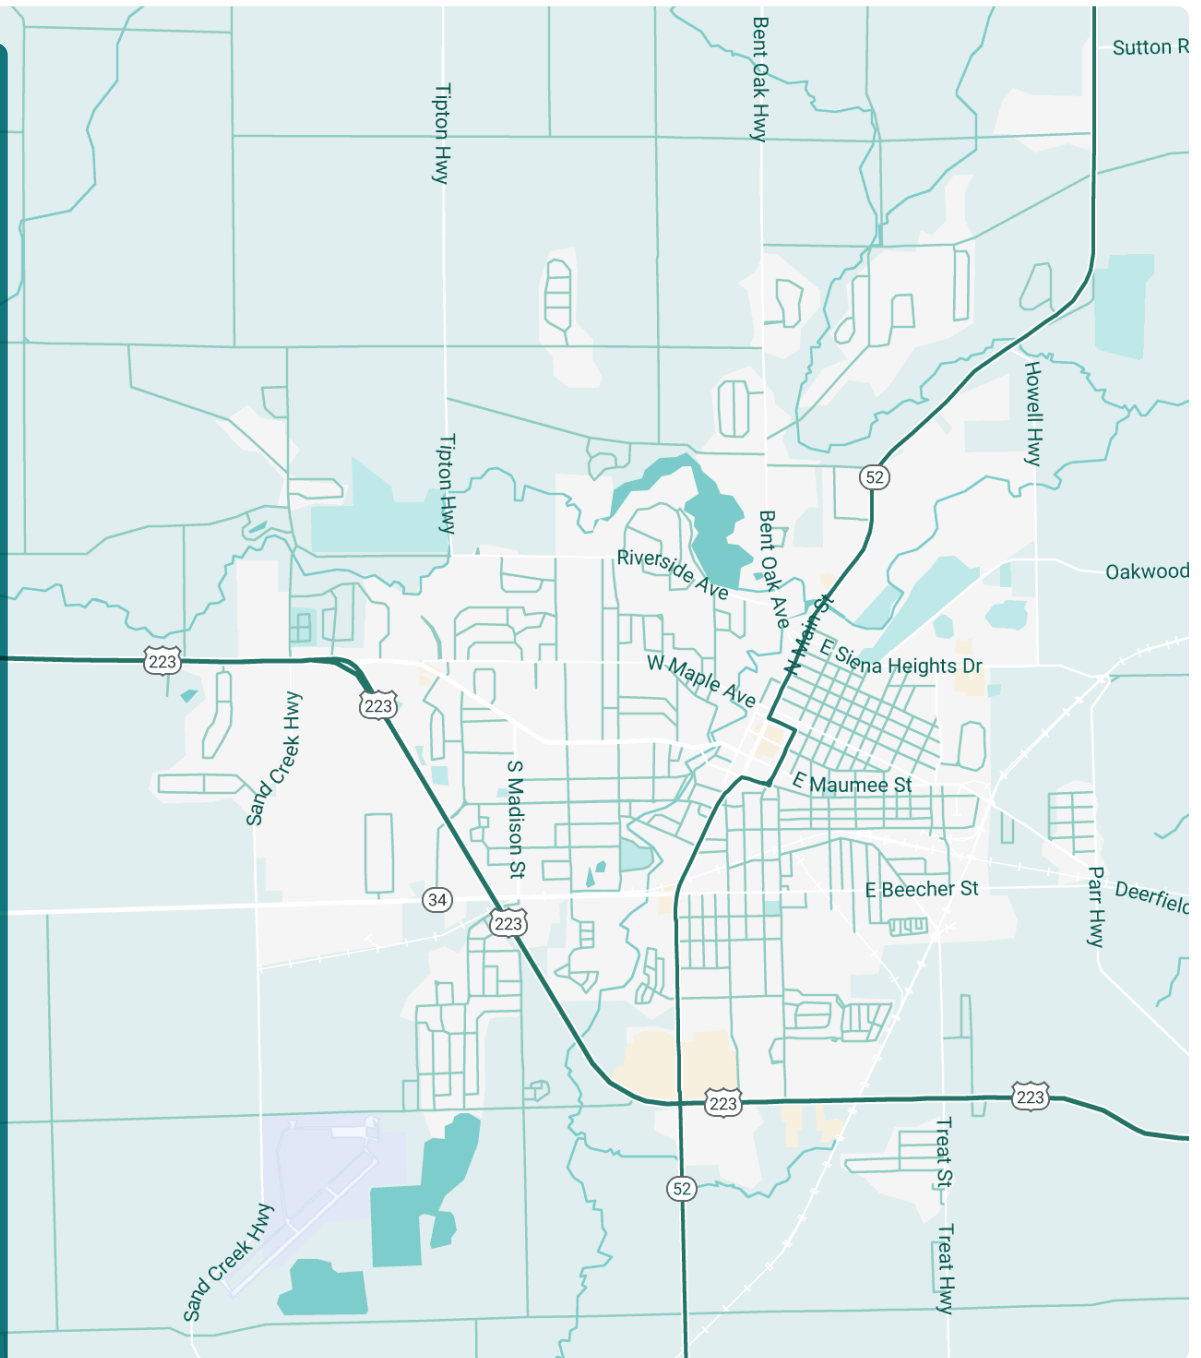 Bent Oak Hwy
Sutton R
Tipton Hwy
Howell Hwy
Tipton Hwy
52
Bent Oak Ave
Riverside Ave
Oakwood
N Main St
E Siena Heights Dr
223
W Maple Ave
223
Sand Creek Hwy
S Madison St
E Maumee St
34
E Beecher St
Parr Hwy
Deerfield
223
223
223
Treat St
52
Sand Creek Hwy
Treat Hwy